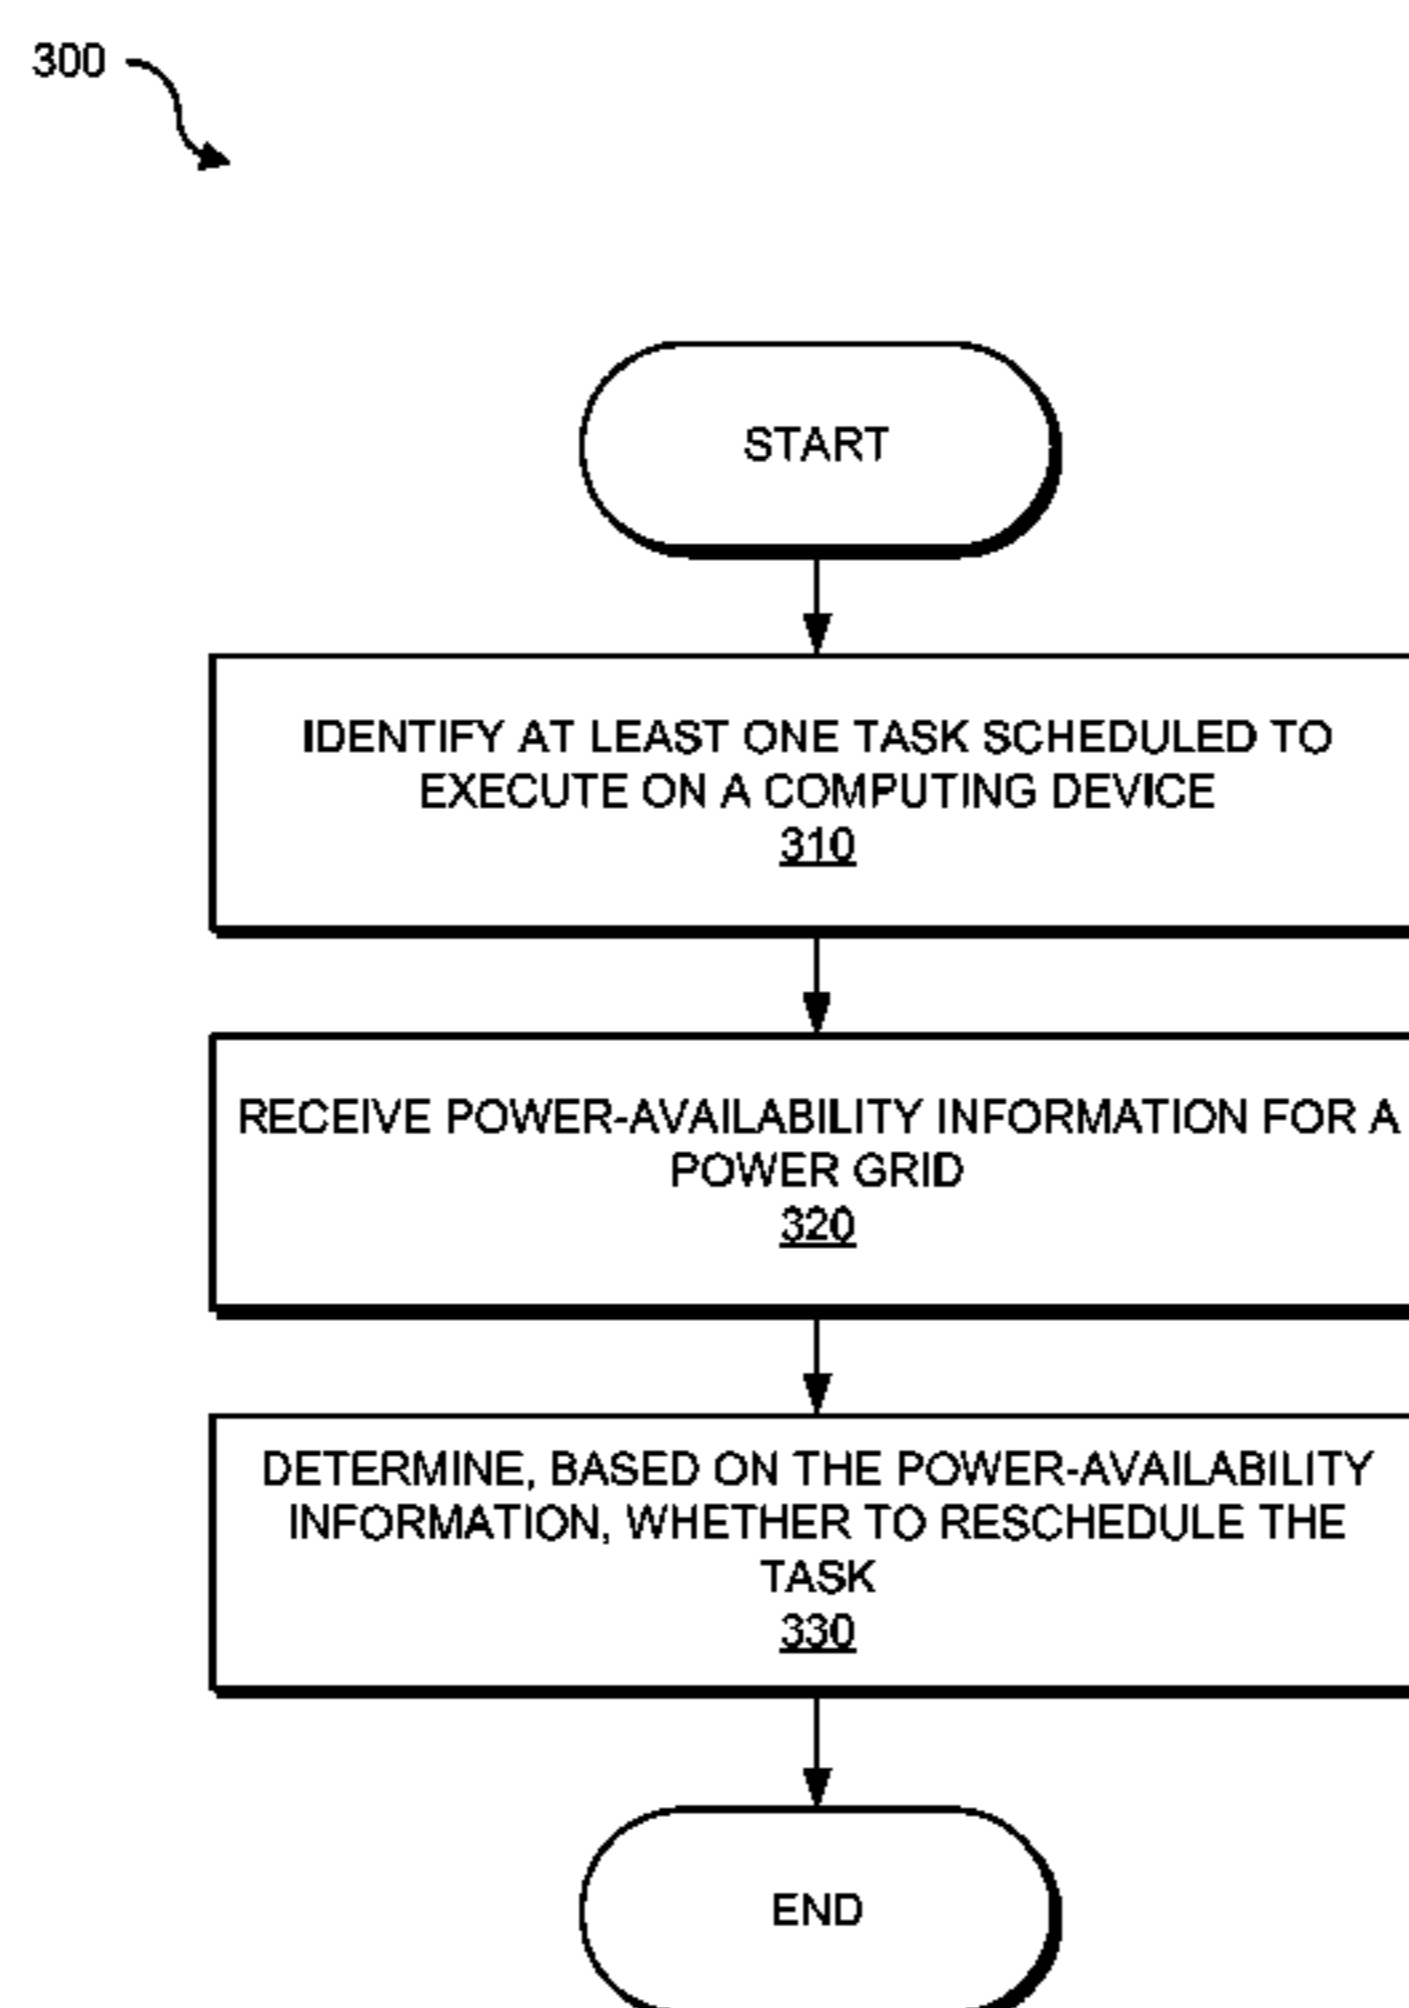 300
START
IDENTIFY AT LEAST ONE TASK SCHEDULED TO
EXECUTE ON A COMPUTING DEVICE
310
RECEIVE POWER-AVAILABILITY INFORMATION FOR A
POWER GRID
320
DETERMINE, BASED ON THE POWER-AVAILABILITY
INFORMATION, WHETHER TO RESCHEDULE THE
TASK
330
END